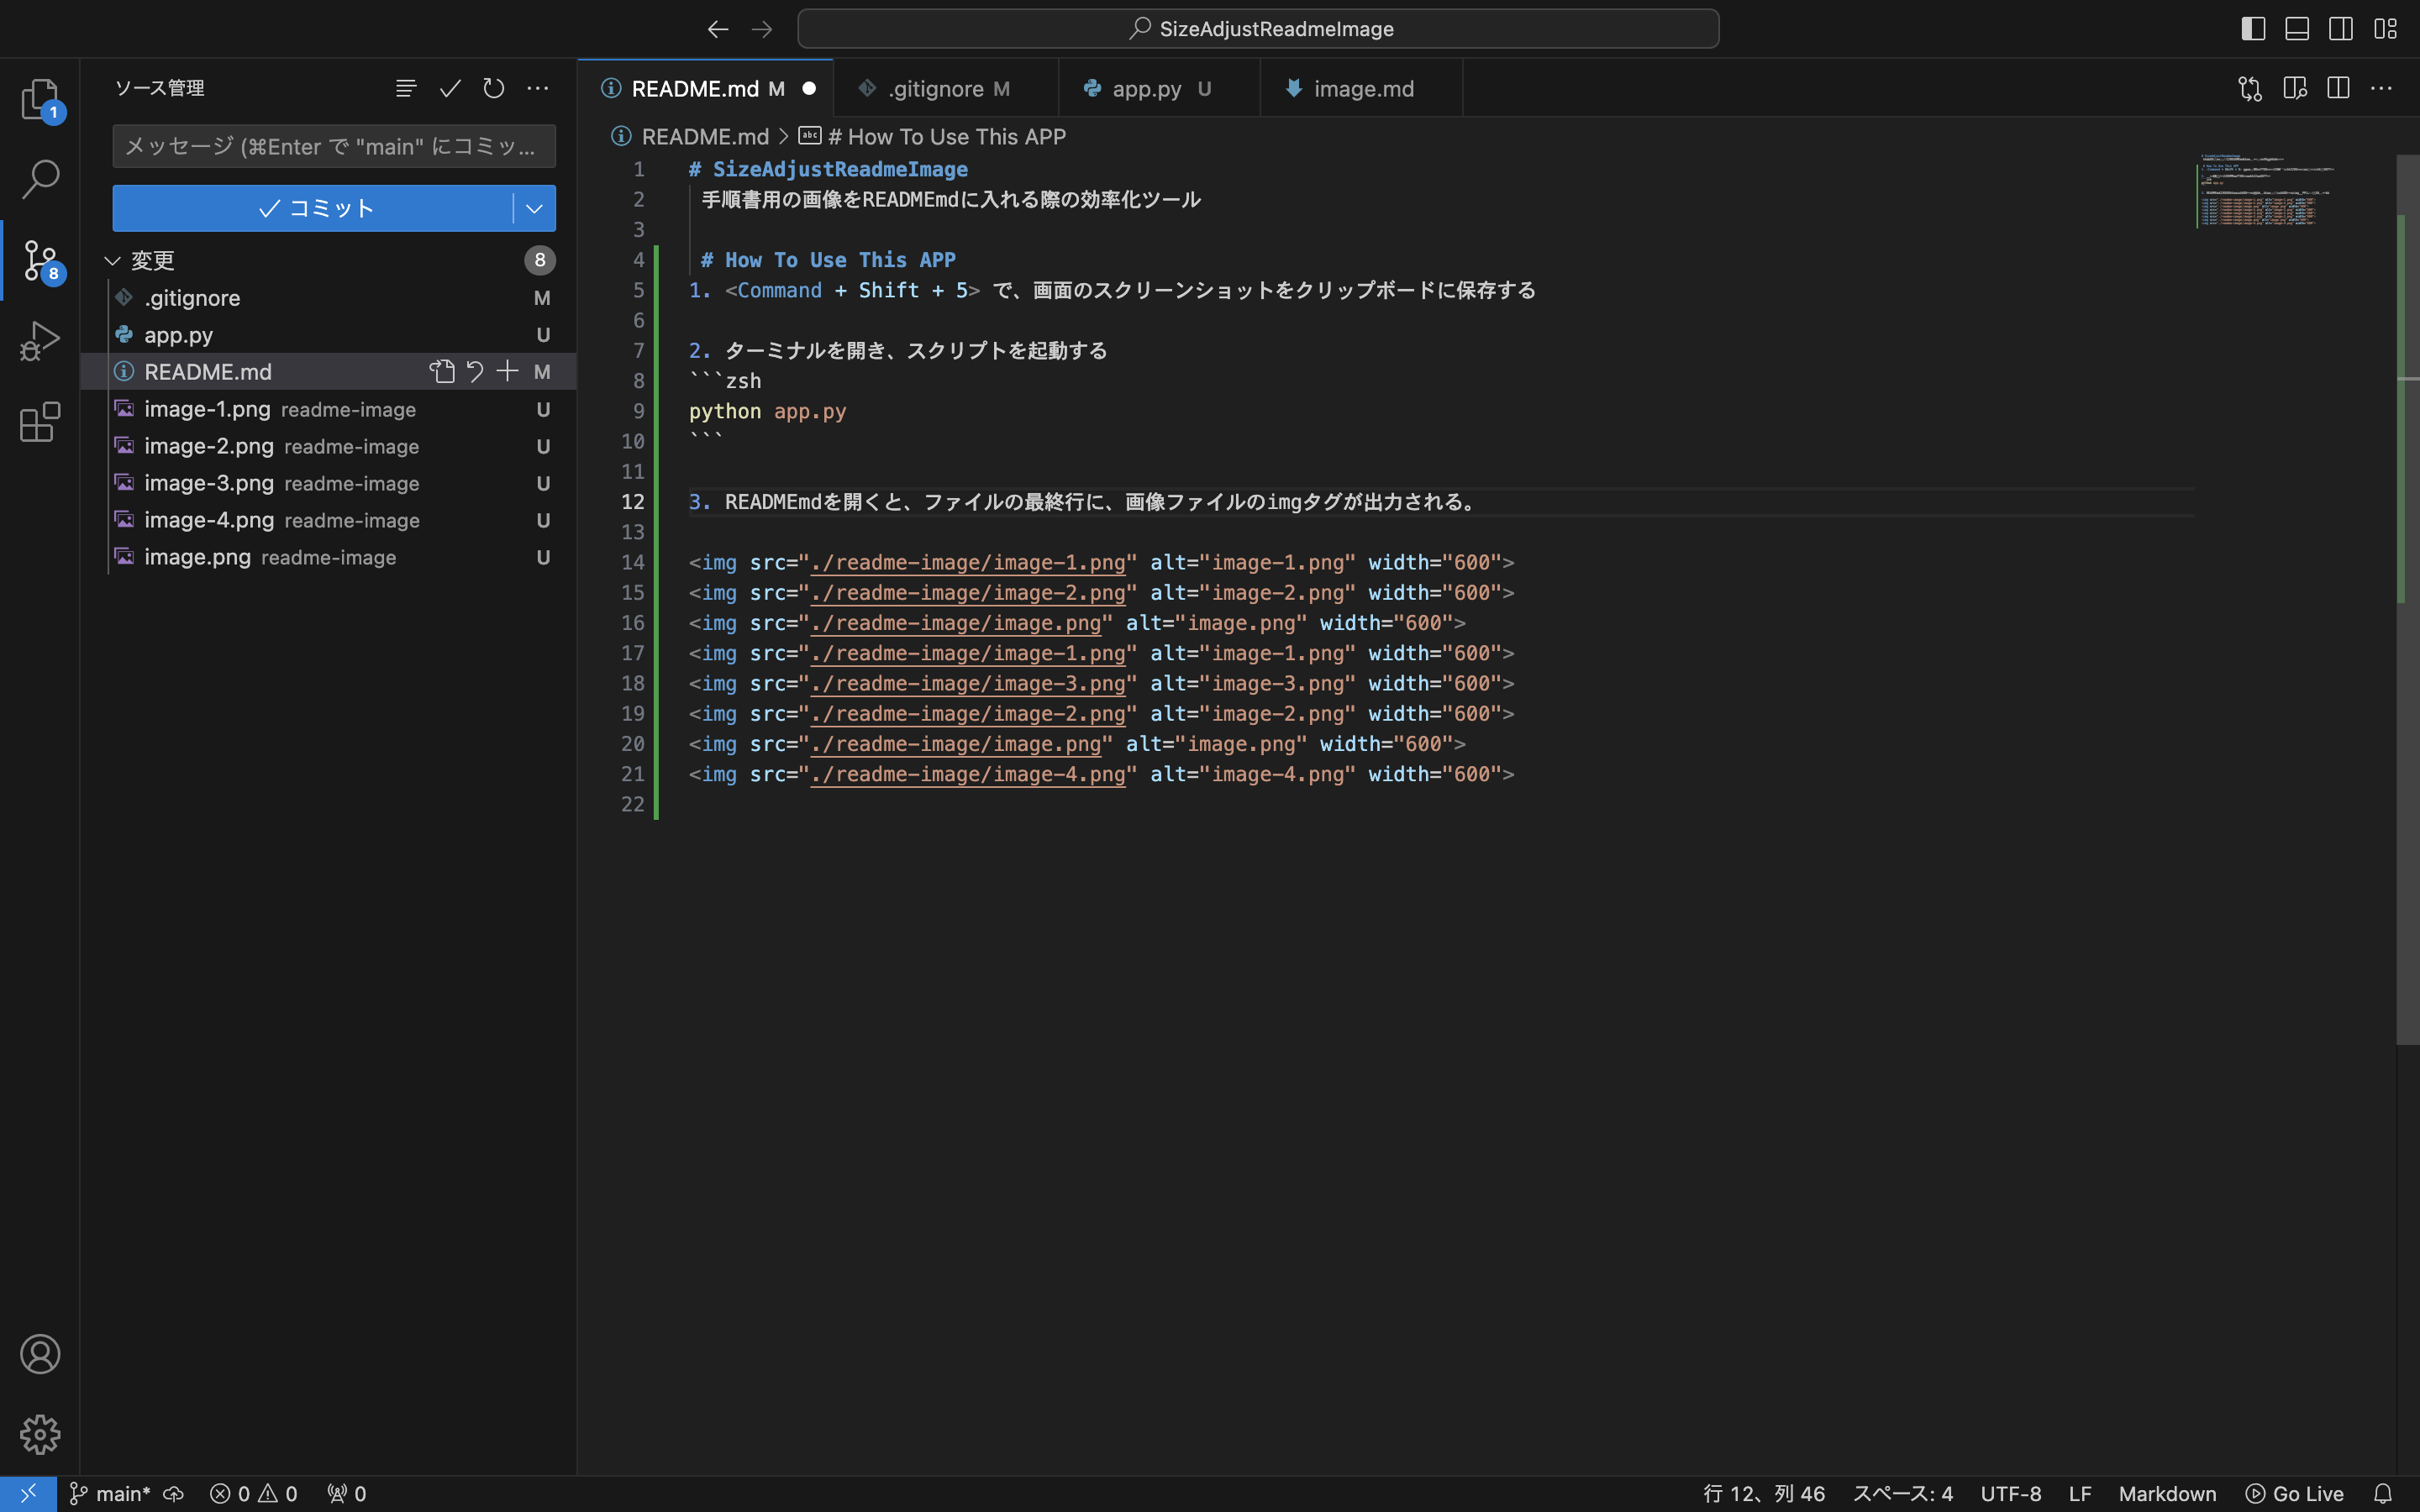 SizeAdjustReadmeImage
ソース管理
メッセージ (⌘Enter で "main" にコミッ...
コミット
変更 8
.gitignore M
app.py U
README.md M
image-1.png readme-image U
image-2.png readme-image U
image-3.png readme-image U
image-4.png readme-image U
image.png readme-image U
1
8
README.md M
.gitignore M
app.py U
image.md
README.md > # How To Use This APP
1 # SizeAdjustReadmeImage
2 手順書用の画像をREADMEmdに入れる際の効率化ツール
3
4 # How To Use This APP
5 1. <Command + Shift + 5> で、画面のスクリーンショットをクリップボードに保存する
6
7 2. ターミナルを開き、スクリプトを起動する
8 ```zsh
9 python app.py
10 ```
11
12 3. READMEmdを開くと、ファイルの最終行に、画像ファイルのimgタグが出力される。
13
14 <img src="./readme-image/image-1.png" alt="image-1.png" width="600">
15 <img src="./readme-image/image-2.png" alt="image-2.png" width="600">
16 <img src="./readme-image/image.png" alt="image.png" width="600">
17 <img src="./readme-image/image-1.png" alt="image-1.png" width="600">
18 <img src="./readme-image/image-3.png" alt="image-3.png" width="600">
19 <img src="./readme-image/image-2.png" alt="image-2.png" width="600">
20 <img src="./readme-image/image.png" alt="image.png" width="600">
21 <img src="./readme-image/image-4.png" alt="image-4.png" width="600">
22
main* 0 0 0 行 12、列 46 スペース: 4 UTF-8 LF Markdown Go Live